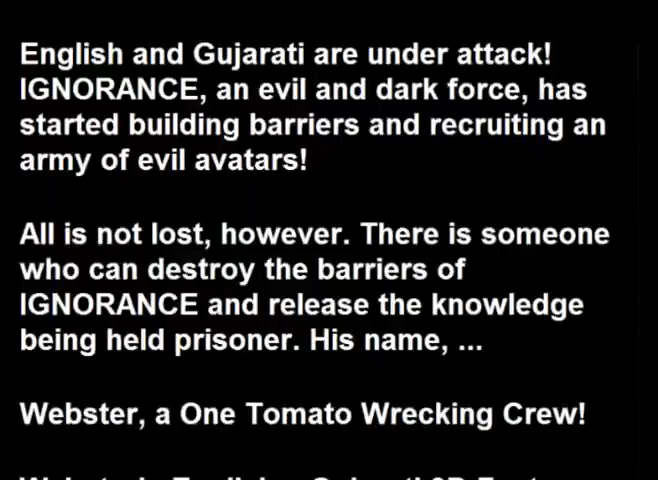 English and Gujarati are under attack!
IGNORANCE, an evil and dark force, has
started building barriers and recruiting an
army of evil avatars!
All is not lost, however. There is someone
who can destroy the barriers of
IGNORANCE and release the knowledge
being held prisoner. His name, ...
Webster, a One Tomato Wrecking Crew!